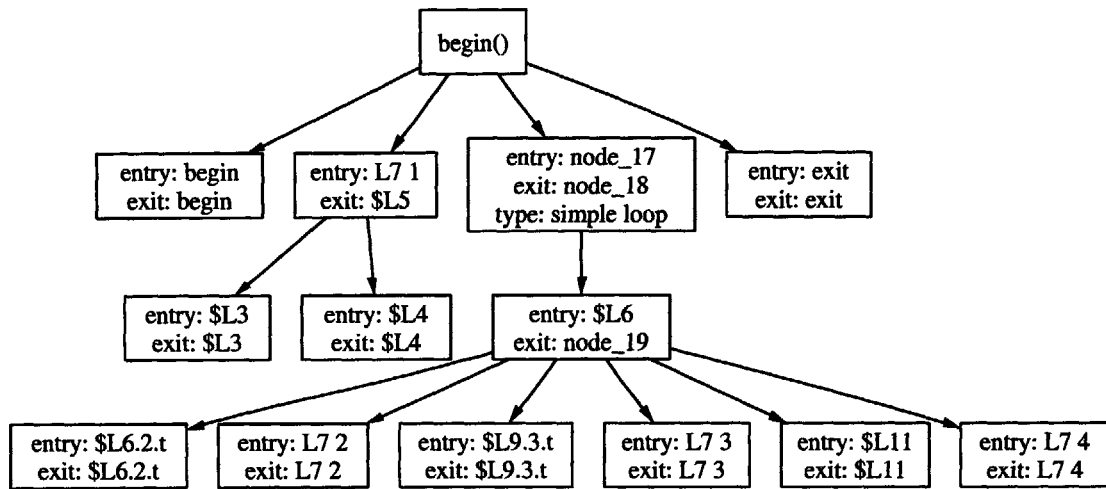 begin()
entry: begin
exit: begin
entry: L7 1
exit: $L5
entry: node_17
exit: node_18
type: simple loop
entry: exit
exit: exit
entry: $L3
exit: $L3
entry: $L4
exit: $L4
entry: $L6
exit: node_19
entry: $L6.2.t
exit: $L6.2.t
entry: L7 2
exit: L7 2
entry: $L9.3.t
exit: $L9.3.t
entry: L7 3
exit: L7 3
entry: $L11
exit: $L11
entry: L7 4
exit: L7 4